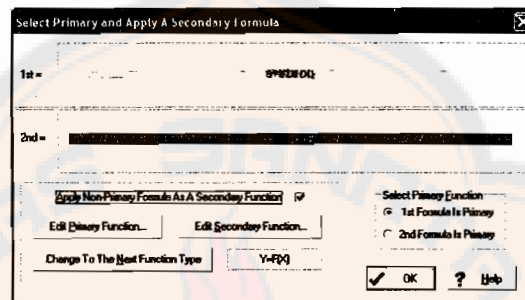 Select Primary and Apply A Secondary Formula
1st =
2nd =
Apply Non-Primary Formula As A Secondary Function
Select Primary Function
Edit Primary Function...
Edit Secondary Function...
1st Formula Is Primary
2nd Formula Is Primary
Change To The Next Function Type
Y=F(X)
OK
? Help